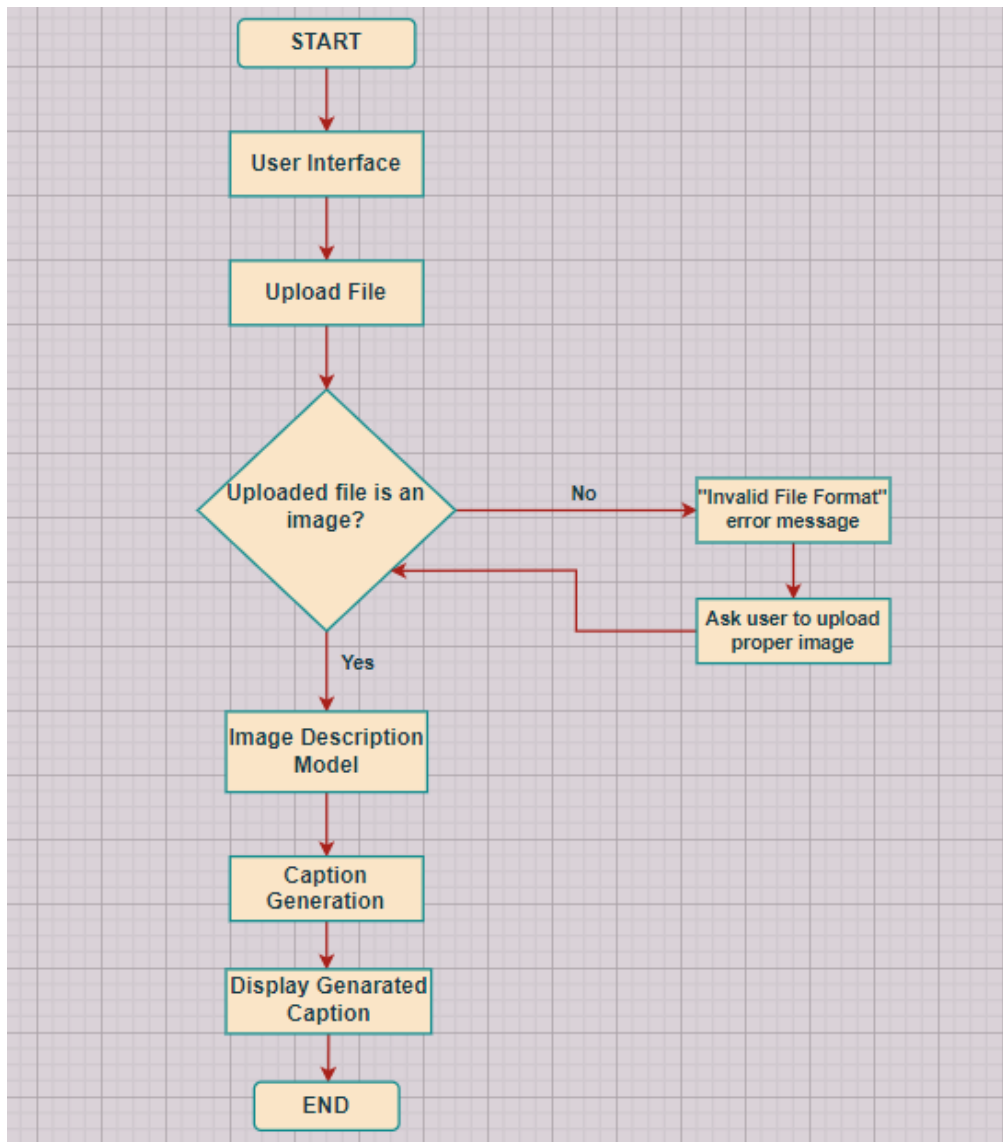 START
User Interface
Upload File
Uploaded file is an
image?
No
"Invalid File Format"
error message
Ask user to upload
proper image
Yes
Image Description
Model
Caption
Generation
Display Genarated
Caption
END